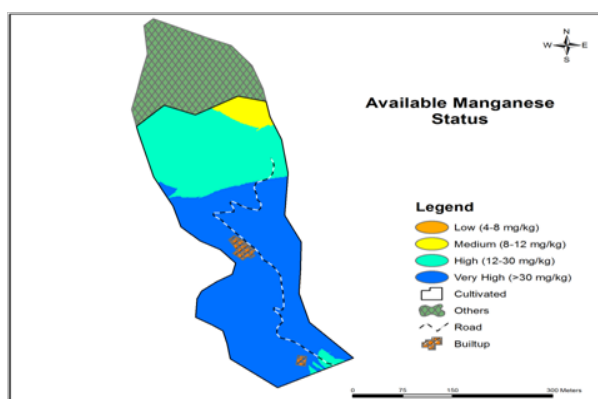 N
W E
S
Available Manganese
Status
Legend
Low (4-8 mg/kg)
Medium (8-12 mg/kg)
High (12-30 mg/kg)
Very High (>30 mg/kg)
Cultivated
Others
Road
Builtup
0 75 150 300 Meters